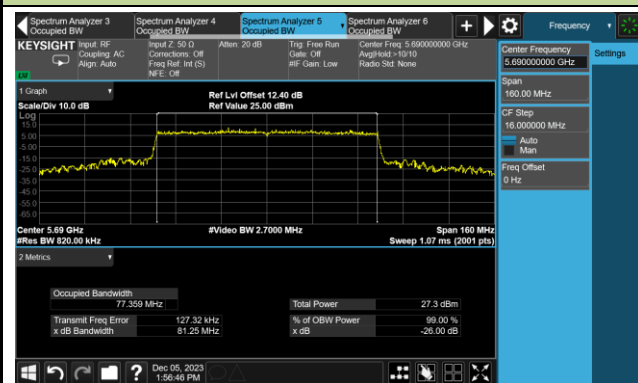 Spectrum Analyzer 3
Occupied BW
Spectrum Analyzer 4
Occupied BW
Spectrum Analyzer 5
Occupied BW
Spectrum Analyzer 6
Occupied BW
+
Frequency
KEYSIGHT
Input: RF
Coupling: AC
Align: Auto
Input Z: 50 Ω
Corrections: Off
Freq Ref: Int (S)
NFE: Off
Atten: 20 dB
Trig: Free Run
Gate: Off
#IF Gain: Low
Center Freq: 5.690000000 GHz
Avg|Hold:>10/10
Radio Std: None
Center Frequency
5.690000000 GHz
Settings
Span
160.00 MHz
CF Step
16.000000 MHz
Auto
Man
Freq Offset
0 Hz
1 Graph
Scale/Div 10.0 dB
Ref Lvl Offset 12.40 dB
Ref Value 25.00 dBm
Log
15.0
5.00
-5.00
-15.0
-25.0
-35.0
-45.0
-55.0
-65.0
Center 5.69 GHz
#Res BW 820.00 kHz
#Video BW 2.7000 MHz
Span 160 MHz
Sweep 1.07 ms (2001 pts)
2 Metrics
Occupied Bandwidth
77.359 MHz
Total Power 27.3 dBm
Transmit Freq Error 127.32 kHz
% of OBW Power 99.00 %
x dB Bandwidth 81.25 MHz
x dB -26.00 dB
?
Dec 05, 2023
1:56:46 PM